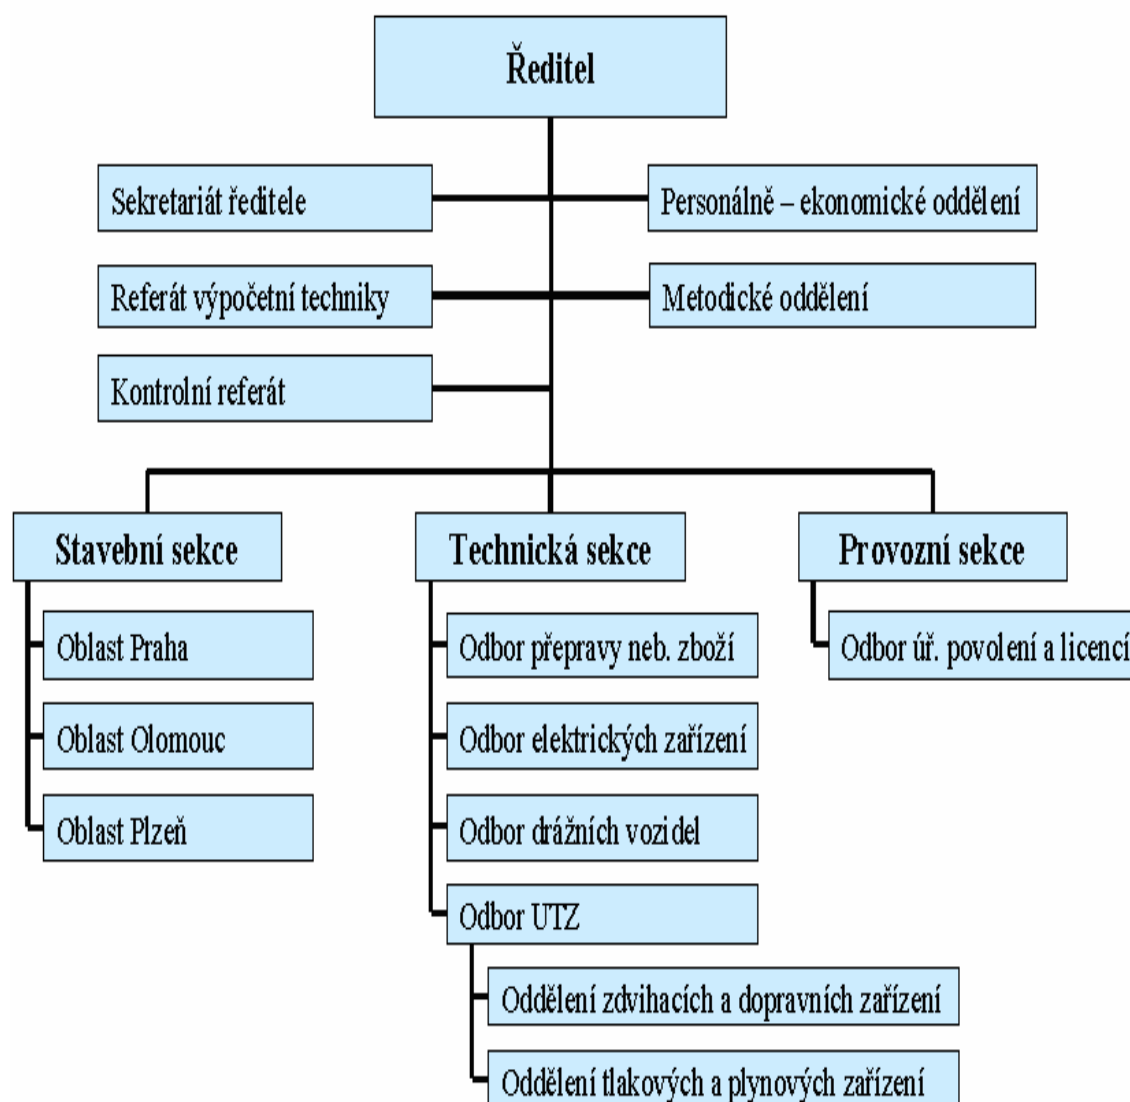 Ředitel
Sekretariát ředitele
Personálně – ekonomické oddělení
Referát výpočetní techniky
Metodické oddělení
Kontrolní referát
Stavební sekce
Technická sekce
Provozní sekce
Oblast Praha
Oblast Olomouc
Oblast Plzeň
Odbor přepravy neb. zboží
Odbor elektrických zařízení
Odbor drážních vozidel
Odbor UTZ
Oddělení zdvihacích a dopravních zařízení
Oddělení tlakových a plynových zařízení
Odbor úř. povolení a licencí